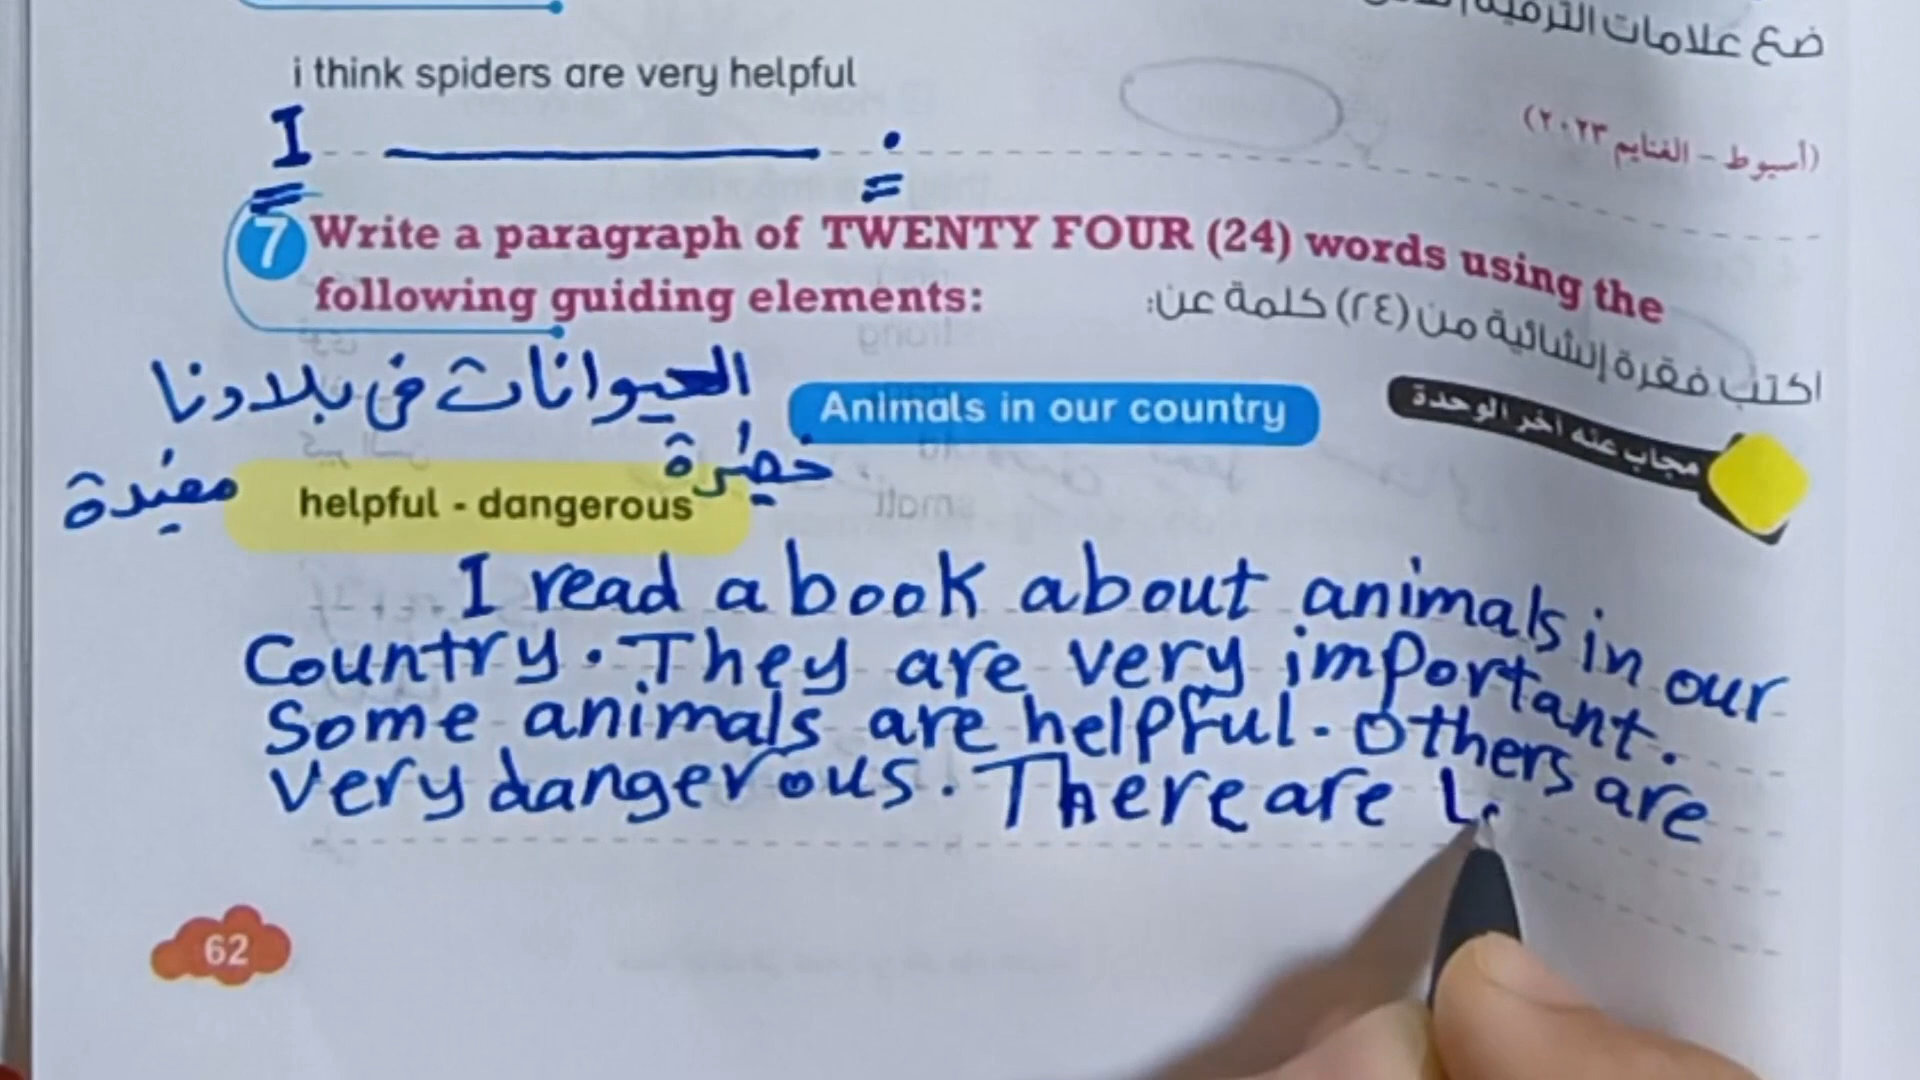 ضع علامات الترقيم
i think spiders are very helpful
I .
(أسيوط - الغنايم ٢٠٢٣)
7 Write a paragraph of TWENTY FOUR (24) words using the
following guiding elements:
اكتب فقرة إنشائية من (٢٤) كلمة عن:
الحيوانات في بلادنا
Animals in our country
مجاب عنه آخر الوحدة
خطرة
مفيدة
helpful - dangerous
I read a book about animals in our
Country. They are very important.
Some animals are helpful. Others are
very dangerous. There are
62